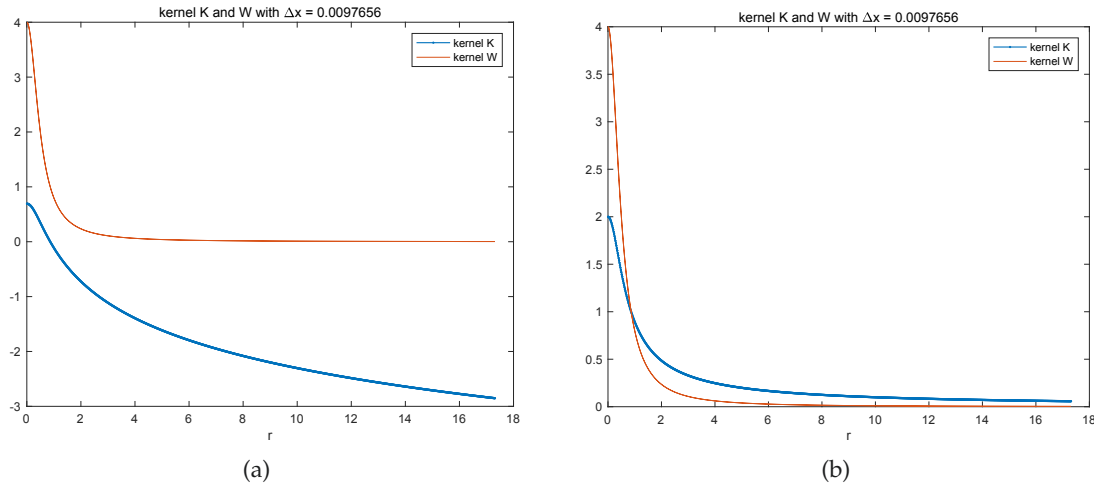 kernel K and W with Δx = 0.0097656
kernel K
kernel W
4
3
2
1
0
-1
-2
-3
0 2 4 6 8 10 12 14 16 18
r
(a)
kernel K and W with Δx = 0.0097656
kernel K
kernel W
4
3.5
3
2.5
2
1.5
1
0.5
0
0 2 4 6 8 10 12 14 16 18
r
(b)